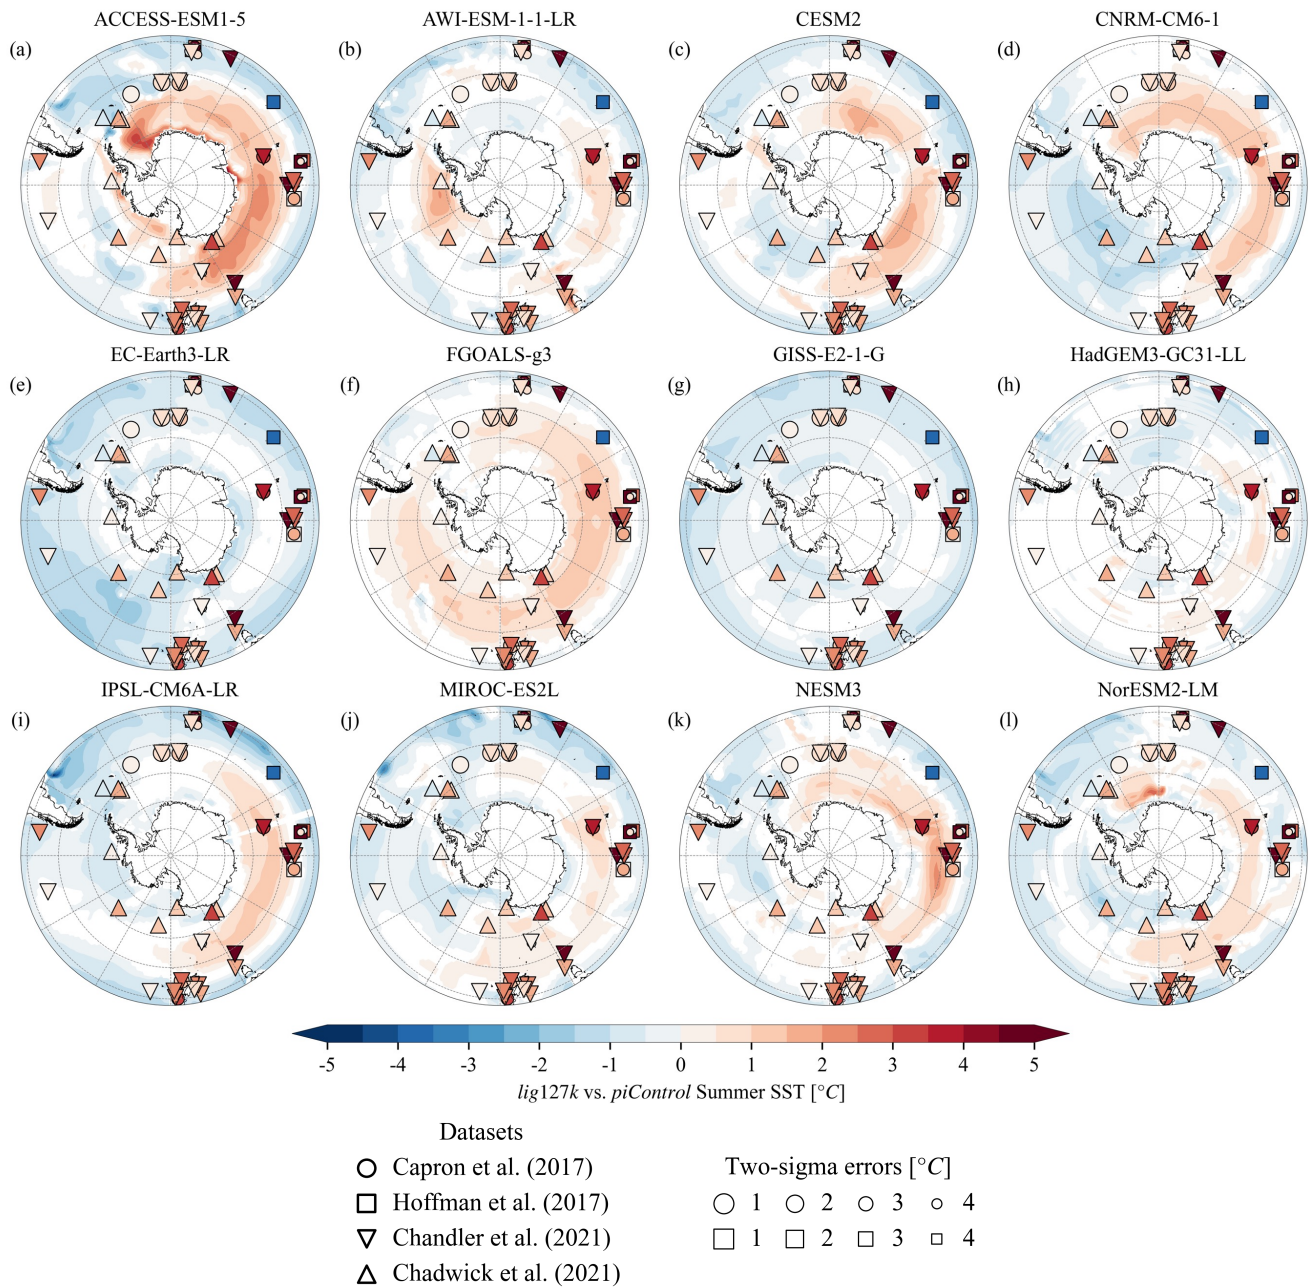 ACCESS-ESM1-5 AWI-ESM-1-1-LR CESM2 CNRM-CM6-1
(a) (b) (c) (d)
EC-Earth3-LR FGOALS-g3 GISS-E2-1-G HadGEM3-GC31-LL
(e) (f) (g) (h)
IPSL-CM6A-LR MIROC-ES2L NESM3 NorESM2-LM
(i) (j) (k) (l)
-5 -4 -3 -2 -1 0 1 2 3 4 5
lig127k vs. piControl Summer SST [°C]
Datasets
Capron et al. (2017)
Hoffman et al. (2017)
Chandler et al. (2021)
Chadwick et al. (2021)
Two-sigma errors [°C]
1 2 3 4
1 2 3 4